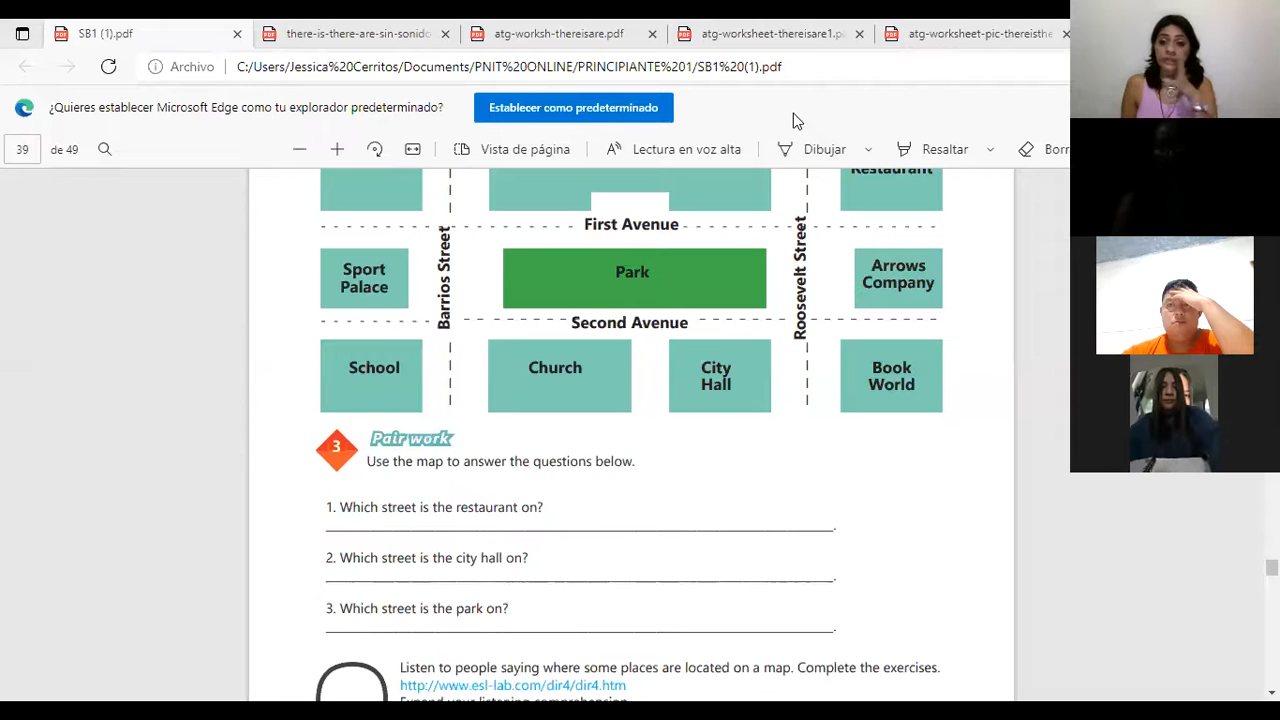 SB1 (1).pdf
there-is-there-are-sin-sonido
atg-worksh-thereisare.pdf
atg-worksheet-thereisare1.p
atg-worksheet-pic-thereisthe
Archivo
C:/Users/Jessica%20Cerritos/Documents/PNIT%20ONLINE/PRINCIPIANTE%201/SB1%20(1).pdf
¿Quieres establecer Microsoft Edge como tu explorador predeterminado?
Establecer como predeterminado
39 de 49
Vista de página
Lectura en voz alta
Dibujar
Resaltar
Borr
Restaurant
First Avenue
Barrios Street
Roosevelt Street
Sport
Palace
Park
Arrows
Company
Second Avenue
School
Church
City
Hall
Book
World
3 Pair work
Use the map to answer the questions below.
1. Which street is the restaurant on?
2. Which street is the city hall on?
3. Which street is the park on?
Listen to people saying where some places are located on a map. Complete the exercises.
http://www.esl-lab.com/dir4/dir4.htm
Expand your listening comprehension